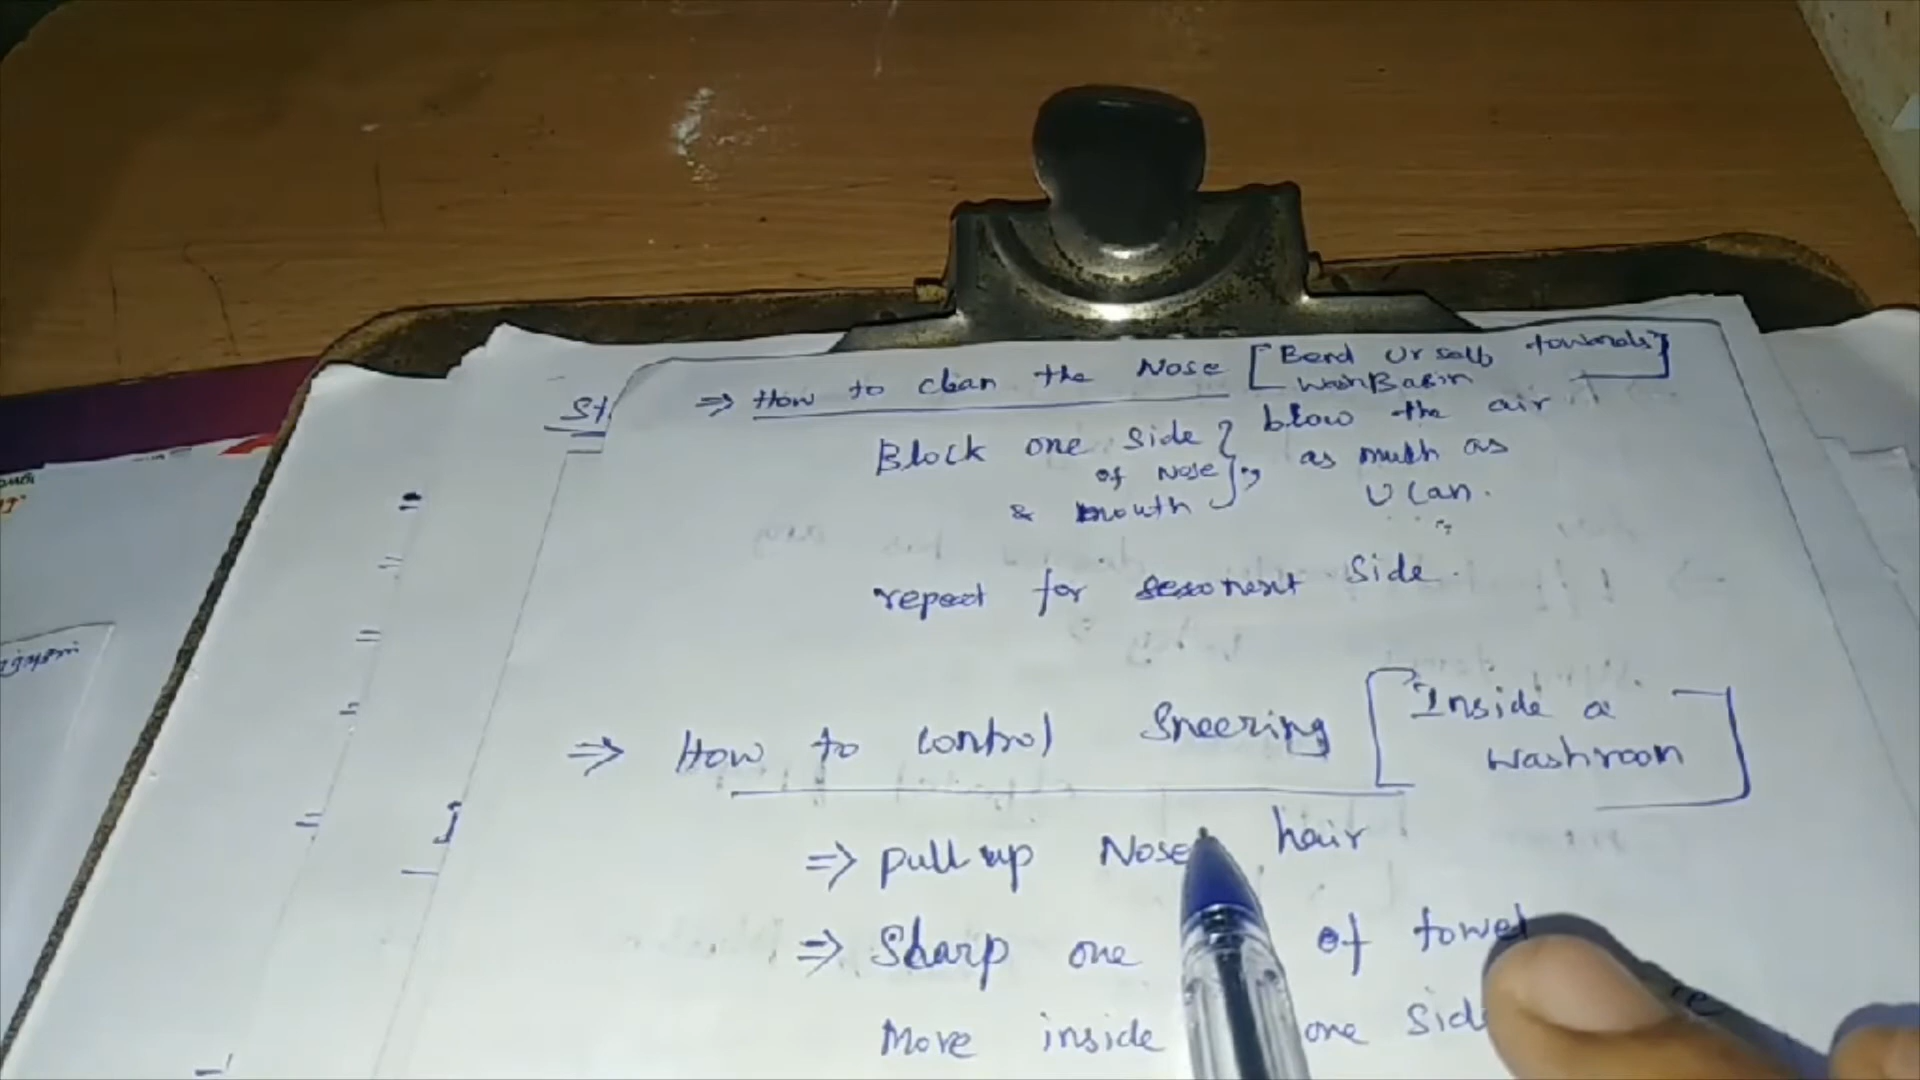 ⇒ How to clean the Nose [Bend Ur self towards
WashBasin]
Block one side } blow the air
of Nose }, as much as
& mouth } U Can.
repeat for next side.
⇒ How to control Sneezing [Inside a
washroom]
⇒ pull up Nose hair
⇒ Sharp one of towel
Move inside one Sid
St